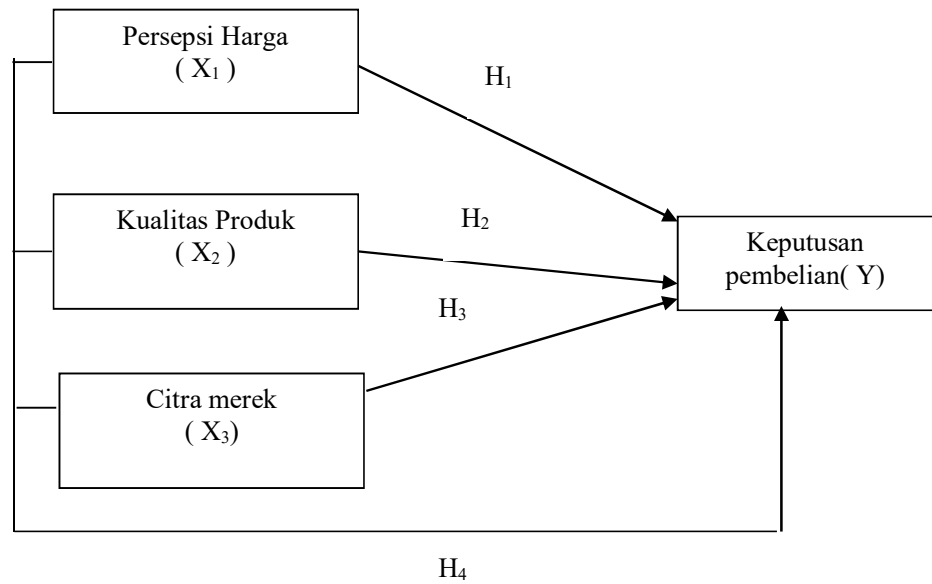 Persepsi Harga
( X₁ )
H₁
Kualitas Produk
( X₂ )
H₂
Keputusan
pembelian( Y)
H₃
Citra merek
( X₃)
H₄